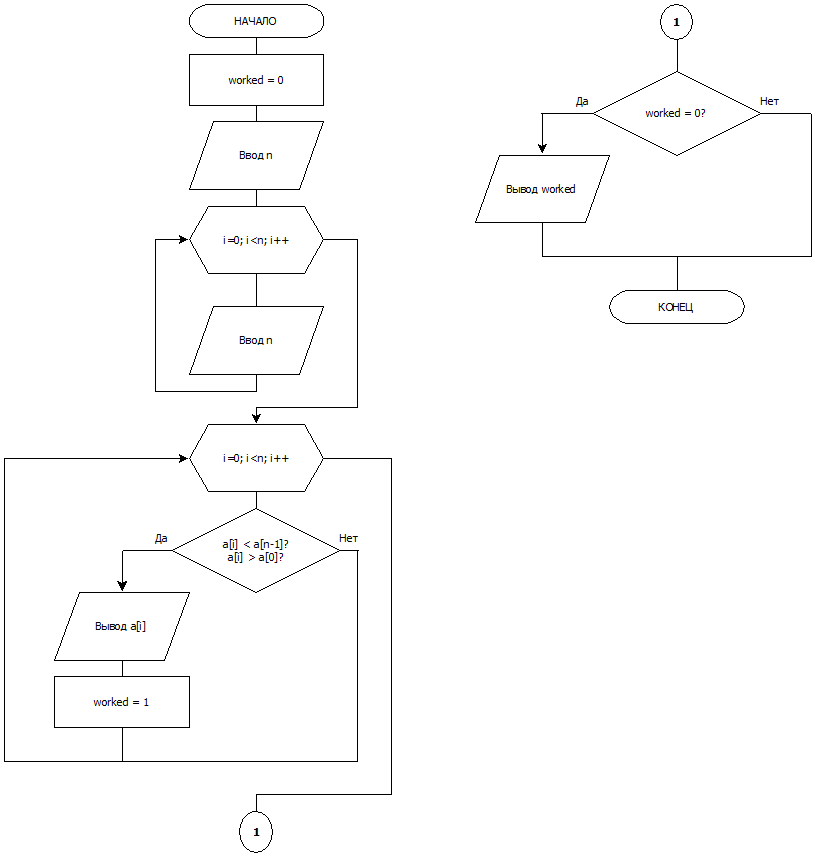 НАЧАЛО
worked = 0
Ввод n
i=0; i<n; i++
Ввод n
i=0; i<n; i++
Да
Нет
a[i] < a[n-1]?
a[i] > a[0]?
Вывод a[i]
worked = 1
1
1
Да
Нет
worked = 0?
Вывод worked
КОНЕЦ